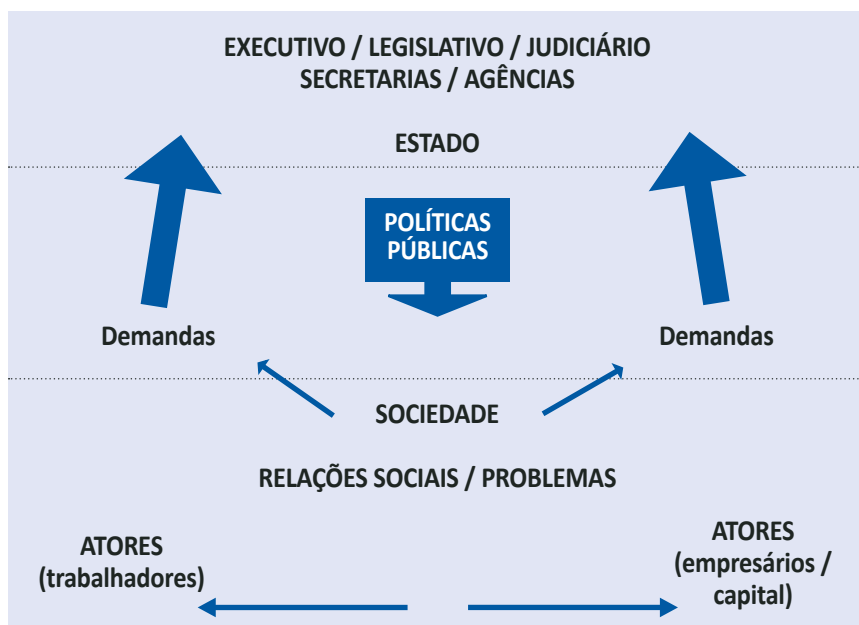 EXECUTIVO / LEGISLATIVO / JUDICIÁRIO
SECRETARIAS / AGÊNCIAS
ESTADO
POLÍTICAS
PÚBLICAS
Demandas
Demandas
SOCIEDADE
RELAÇÕES SOCIAIS / PROBLEMAS
ATORES
(trabalhadores)
ATORES
(empresários /
capital)